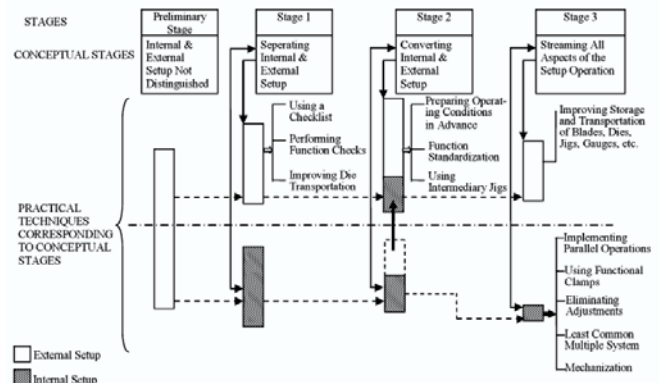 STAGES
Preliminary
Stage
Stage 1
Stage 2
Stage 3
CONCEPTUAL STAGES
Internal &
External
Setup Not
Distinguished
Seperating
Internal &
External
Setup
Converting
Internal &
External
Setup
Streaming All
Aspects of the
Setup Operation
Using a
Checklist
Performing
Function Checks
Improving Die
Transportation
Preparing Operat-
ing Conditions
in Advance
Function
Standardization
Using
Intermediary Jigs
Improving Storage
and Transportation
of Blades, Dies,
Jigs, Gauges, etc.
PRACTICAL
TECHNIQUES
CORRESPONDING
TO CONCEPTUAL
STAGES
Implementing
Parallel Operations
Using Functional
Clamps
Eliminating
Adjustments
Least Common
Multiple System
Mechanization
External Setup
Internal Setup